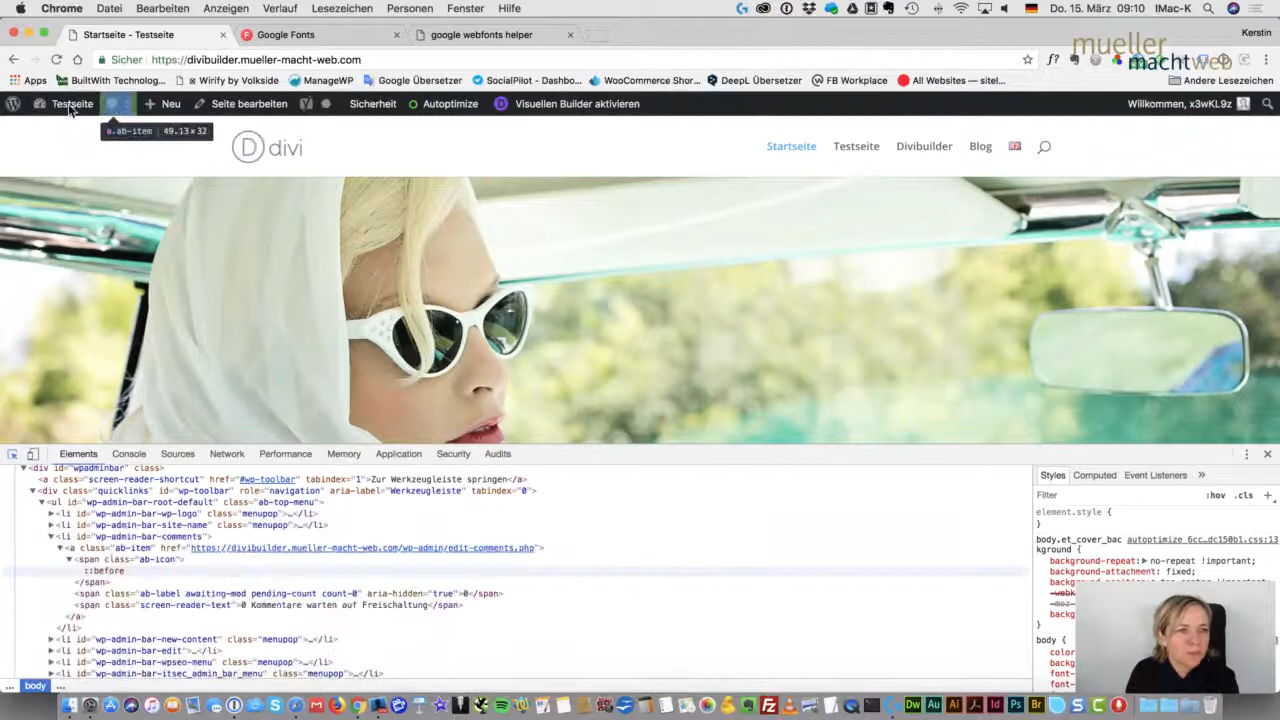 Chrome Datei Bearbeiten Anzeigen Verlauf Lesezeichen Personen Fenster Hilfe
Do. 15. März 09:10 IMac-K
Startseite - Testseite
Google Fonts
google webfonts helper
Kerstin
Sicher https://divibuilder.mueller-macht-web.com
mueller
macht web
Apps BuiltWith Technolog... Wirify by Volkside ManageWP Google Übersetzer SocialPilot - Dashbo... WooCommerce Shor... DeepL Übersetzer FB Workplace All Websites — sitel... Andere Lesezeichen
Testseite Neu Seite bearbeiten Sicherheit Autoptimize Visuellen Builder aktivieren Willkommen, x3wKL9z
a.ab-item 49.13×32
divi
Startseite Testseite Divibuilder Blog
Elements Console Sources Network Performance Memory Application Security Audits
<div id="wpadminbar" class>
<a class="screen-reader-shortcut" href="#wp-toolbar" tabindex="1">Zur Werkzeugleiste springen</a>
<div class="quicklinks" id="wp-toolbar" role="navigation" aria-label="Werkzeugleiste" tabindex="0">
<ul id="wp-admin-bar-root-default" class="ab-top-menu">
<li id="wp-admin-bar-wp-logo" class="menupop">…</li>
<li id="wp-admin-bar-site-name" class="menupop">…</li>
<li id="wp-admin-bar-comments">
<a class="ab-item" href="https://divibuilder.mueller-macht-web.com/wp-admin/edit-comments.php">
<span class="ab-icon">
::before
</span>
<span class="ab-label awaiting-mod pending-count count-0" aria-hidden="true">0</span>
<span class="screen-reader-text">0 Kommentare warten auf Freischaltung</span>
</a>
</li>
<li id="wp-admin-bar-new-content" class="menupop">…</li>
<li id="wp-admin-bar-edit">…</li>
<li id="wp-admin-bar-wpseo-menu" class="menupop">…</li>
<li id="wp-admin-bar-itsec_admin_bar_menu" class="menupop">…</li>
... body ...
Styles Computed Event Listeners »
Filter :hov .cls +
element.style {
}
body.et_cover_bac autoptimize_6cc…dc150b1.css:13
kground {
background-repeat: no-repeat !important;
background-attachment: fixed;
}
body {